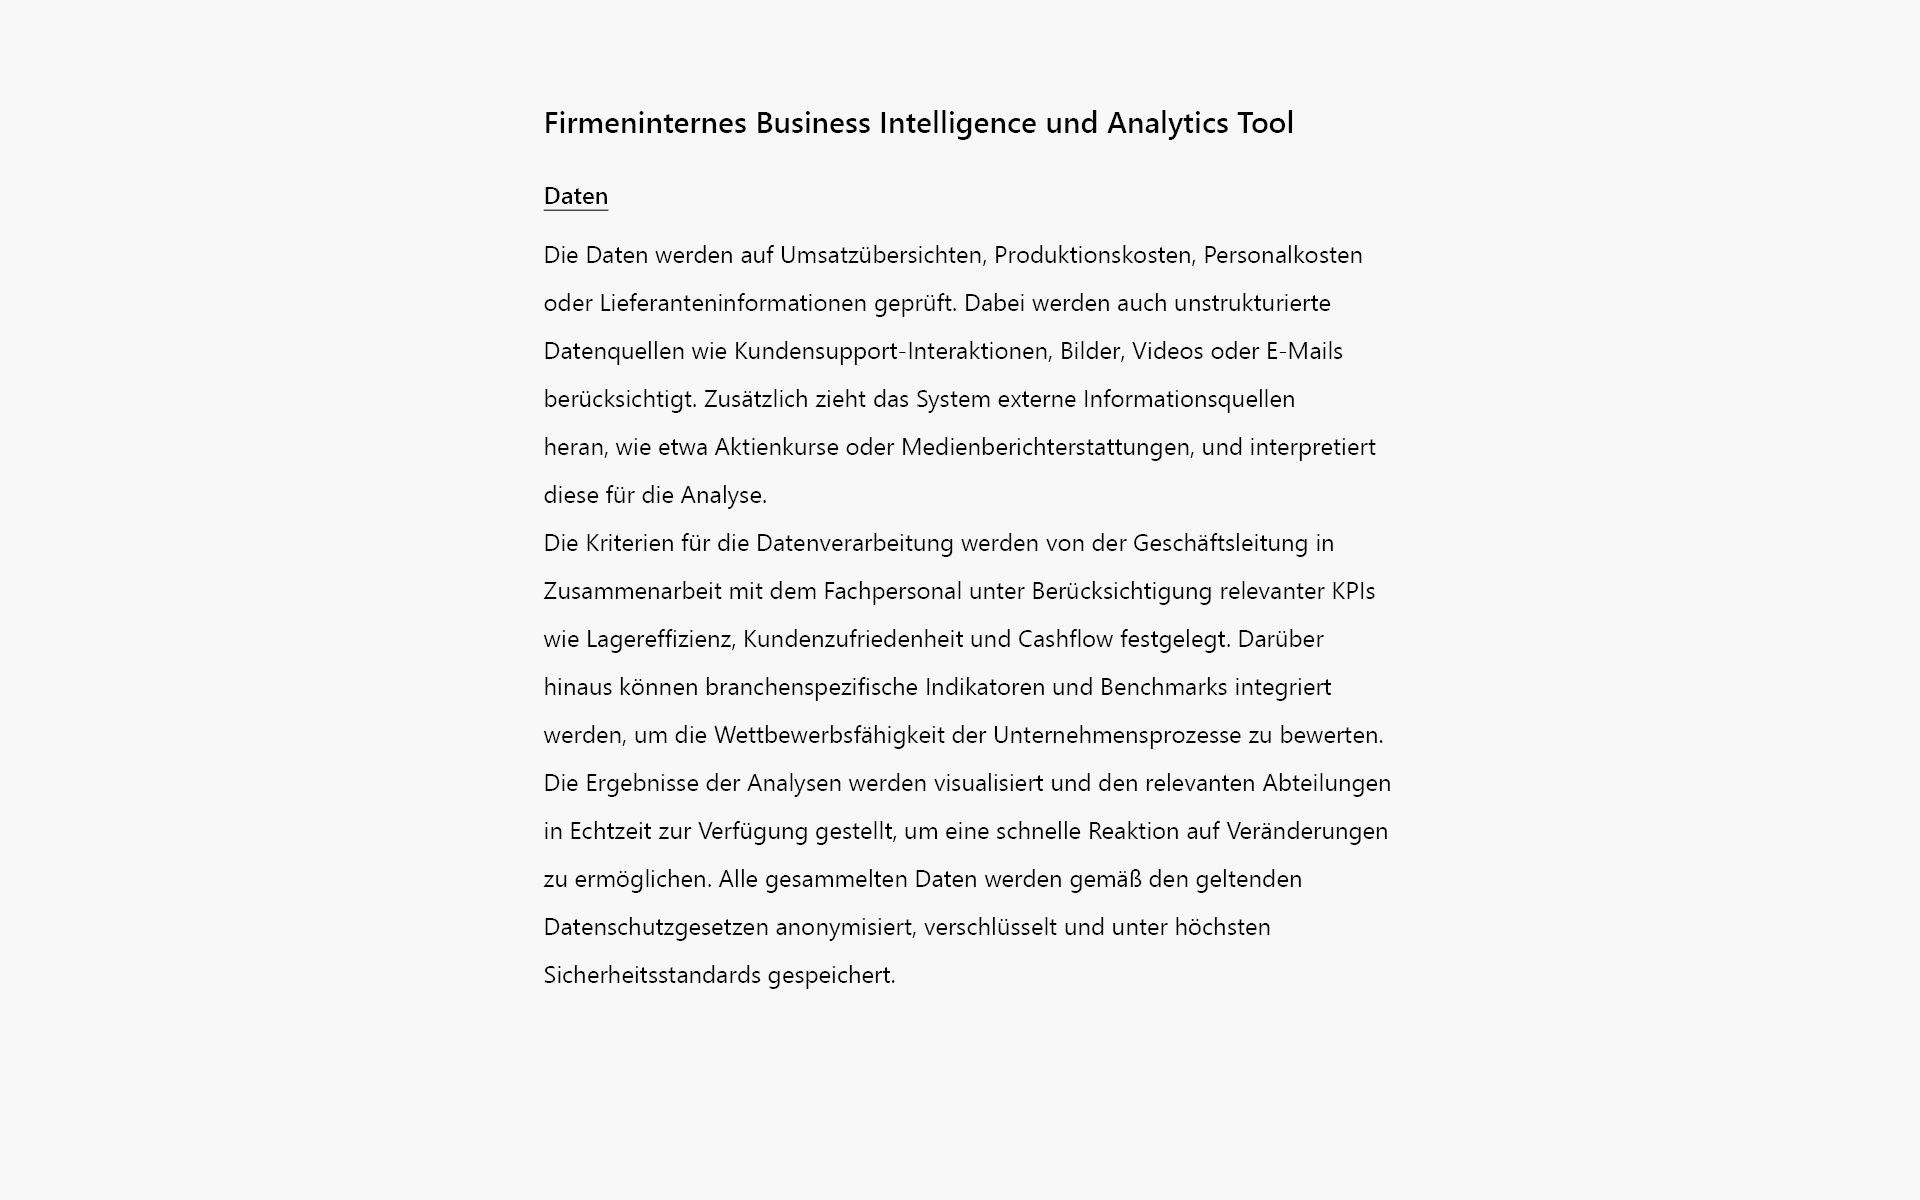 Firmeninternes Business Intelligence und Analytics Tool
Daten
Die Daten werden auf Umsatzübersichten, Produktionskosten, Personalkosten
oder Lieferanteninformationen geprüft. Dabei werden auch unstrukturierte
Datenquellen wie Kundensupport-Interaktionen, Bilder, Videos oder E-Mails
berücksichtigt. Zusätzlich zieht das System externe Informationsquellen
heran, wie etwa Aktienkurse oder Medienberichterstattungen, und interpretiert
diese für die Analyse.
Die Kriterien für die Datenverarbeitung werden von der Geschäftsleitung in
Zusammenarbeit mit dem Fachpersonal unter Berücksichtigung relevanter KPIs
wie Lagereffizienz, Kundenzufriedenheit und Cashflow festgelegt. Darüber
hinaus können branchenspezifische Indikatoren und Benchmarks integriert
werden, um die Wettbewerbsfähigkeit der Unternehmensprozesse zu bewerten.
Die Ergebnisse der Analysen werden visualisiert und den relevanten Abteilungen
in Echtzeit zur Verfügung gestellt, um eine schnelle Reaktion auf Veränderungen
zu ermöglichen. Alle gesammelten Daten werden gemäß den geltenden
Datenschutzgesetzen anonymisiert, verschlüsselt und unter höchsten
Sicherheitsstandards gespeichert.